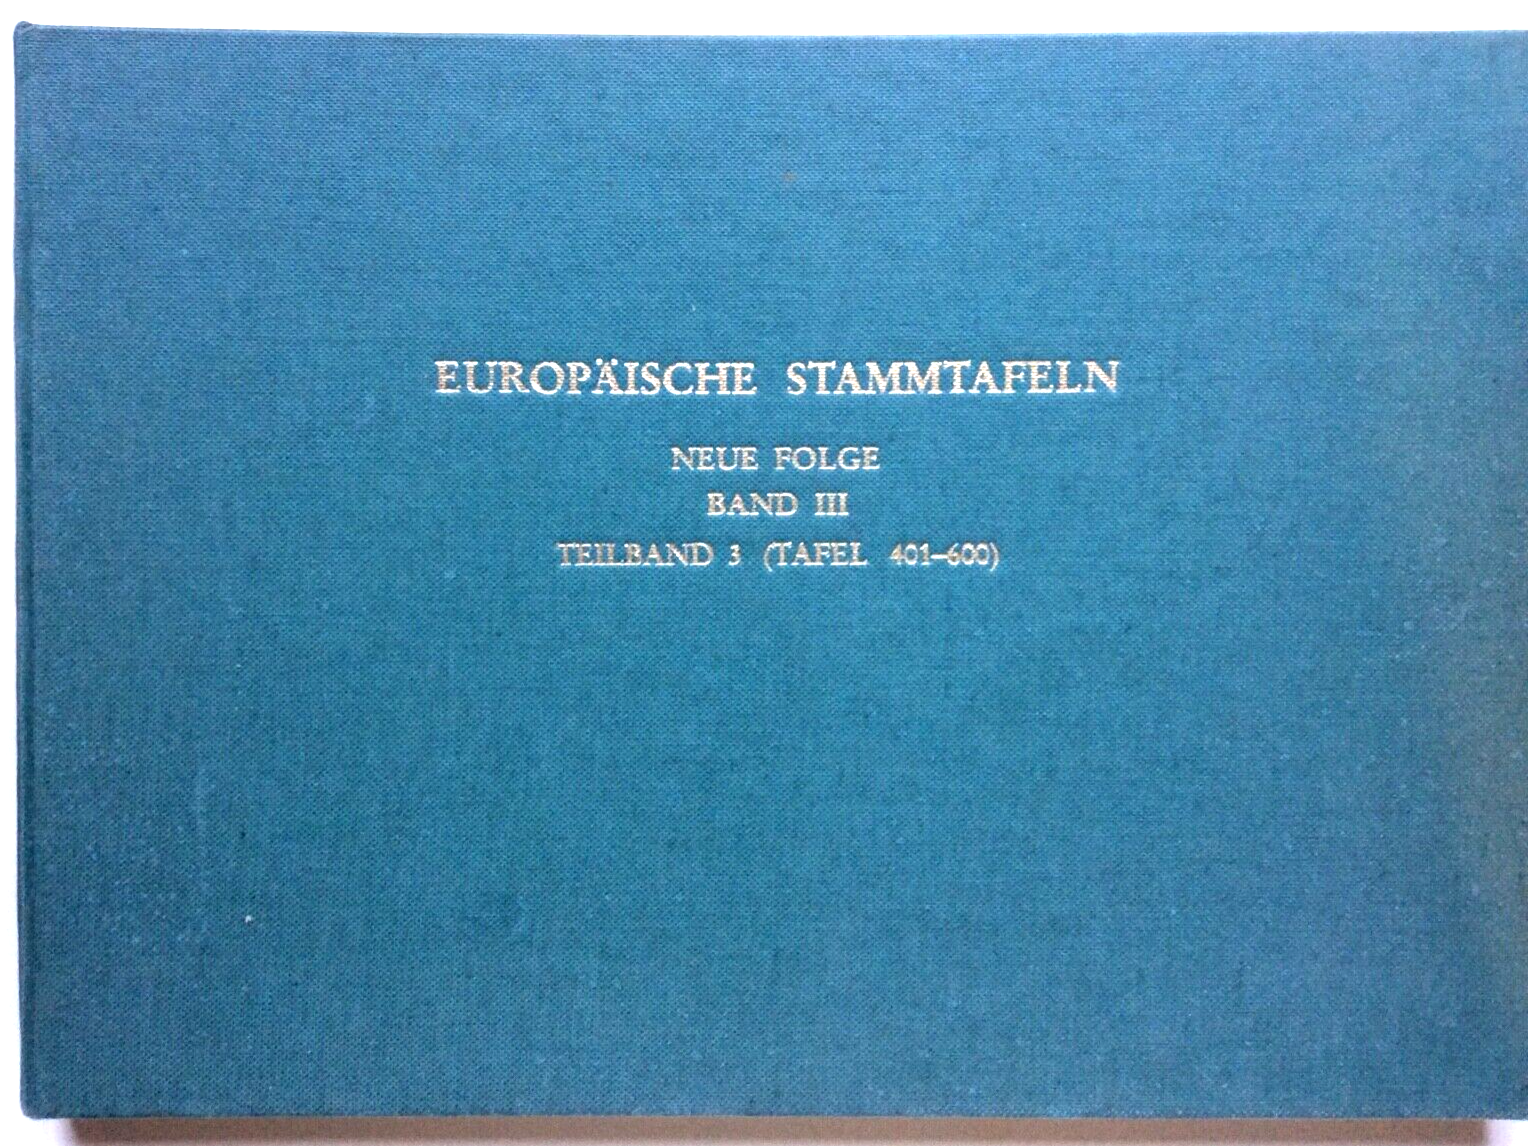 EUROPÄISCHE STAMMTAFELN
NEUE FOLGE
BAND III
TEILBAND 3 (TAFEL 401–600)